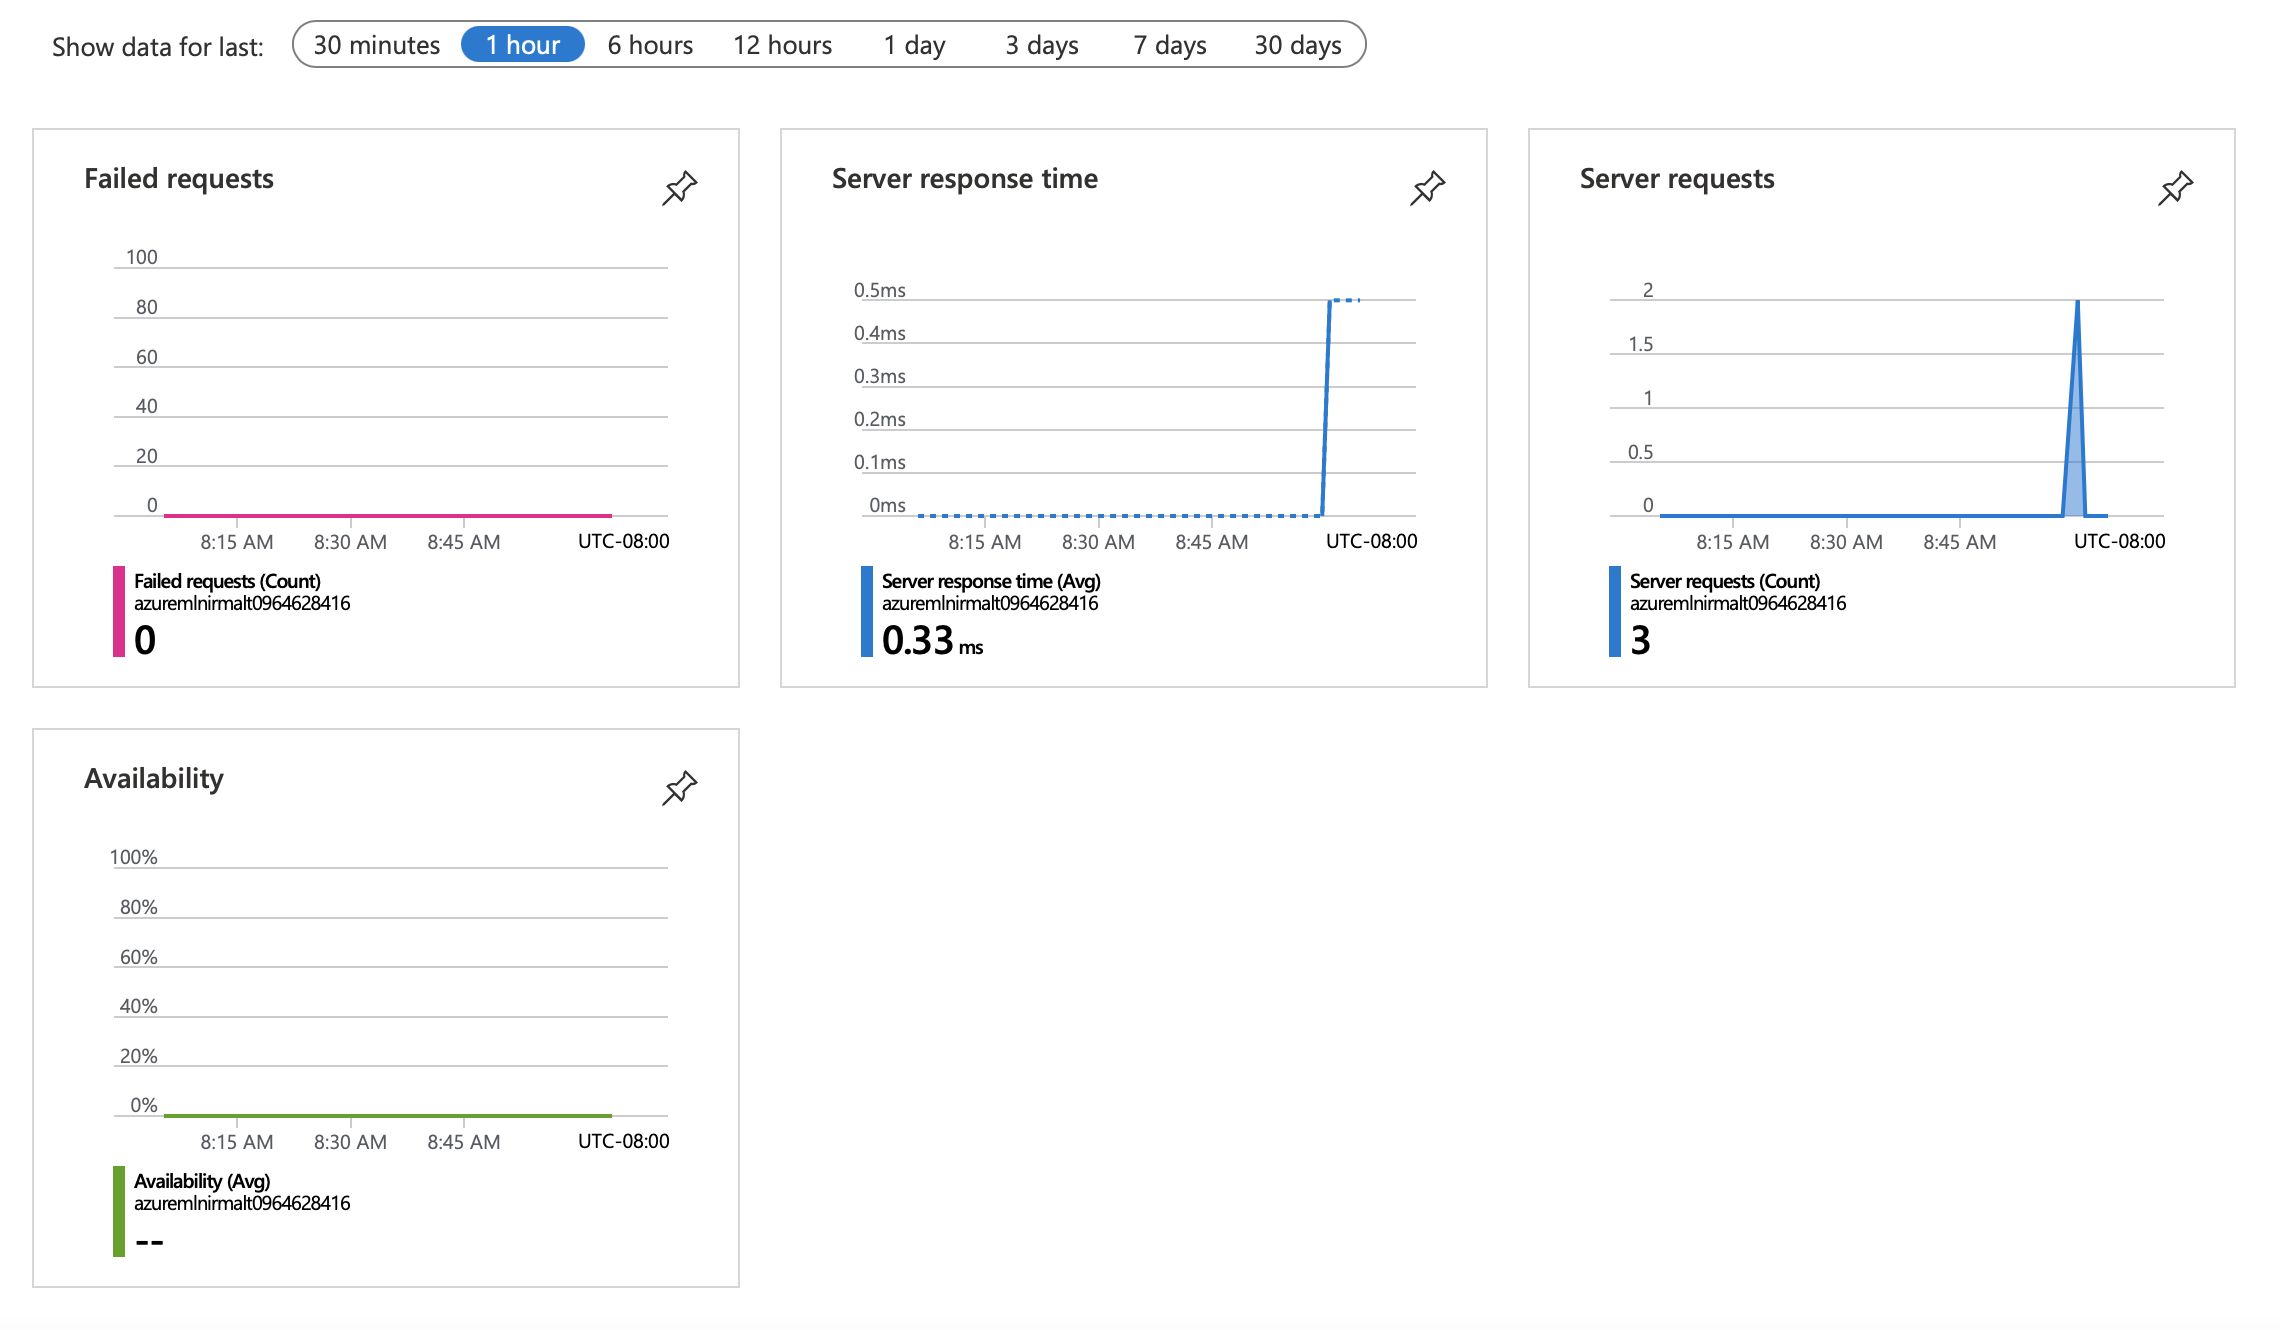 Show data for last: 30 minutes 1 hour 6 hours 12 hours 1 day 3 days 7 days 30 days
Failed requests
100
80
60
40
20
0
8:15 AM 8:30 AM 8:45 AM UTC-08:00
Failed requests (Count)
azuremlnirmalt0964628416
0
Server response time
0.5ms
0.4ms
0.3ms
0.2ms
0.1ms
0ms
8:15 AM 8:30 AM 8:45 AM UTC-08:00
Server response time (Avg)
azuremlnirmalt0964628416
0.33 ms
Server requests
2
1.5
1
0.5
0
8:15 AM 8:30 AM 8:45 AM UTC-08:00
Server requests (Count)
azuremlnirmalt0964628416
3
Availability
100%
80%
60%
40%
20%
0%
8:15 AM 8:30 AM 8:45 AM UTC-08:00
Availability (Avg)
azuremlnirmalt0964628416
--